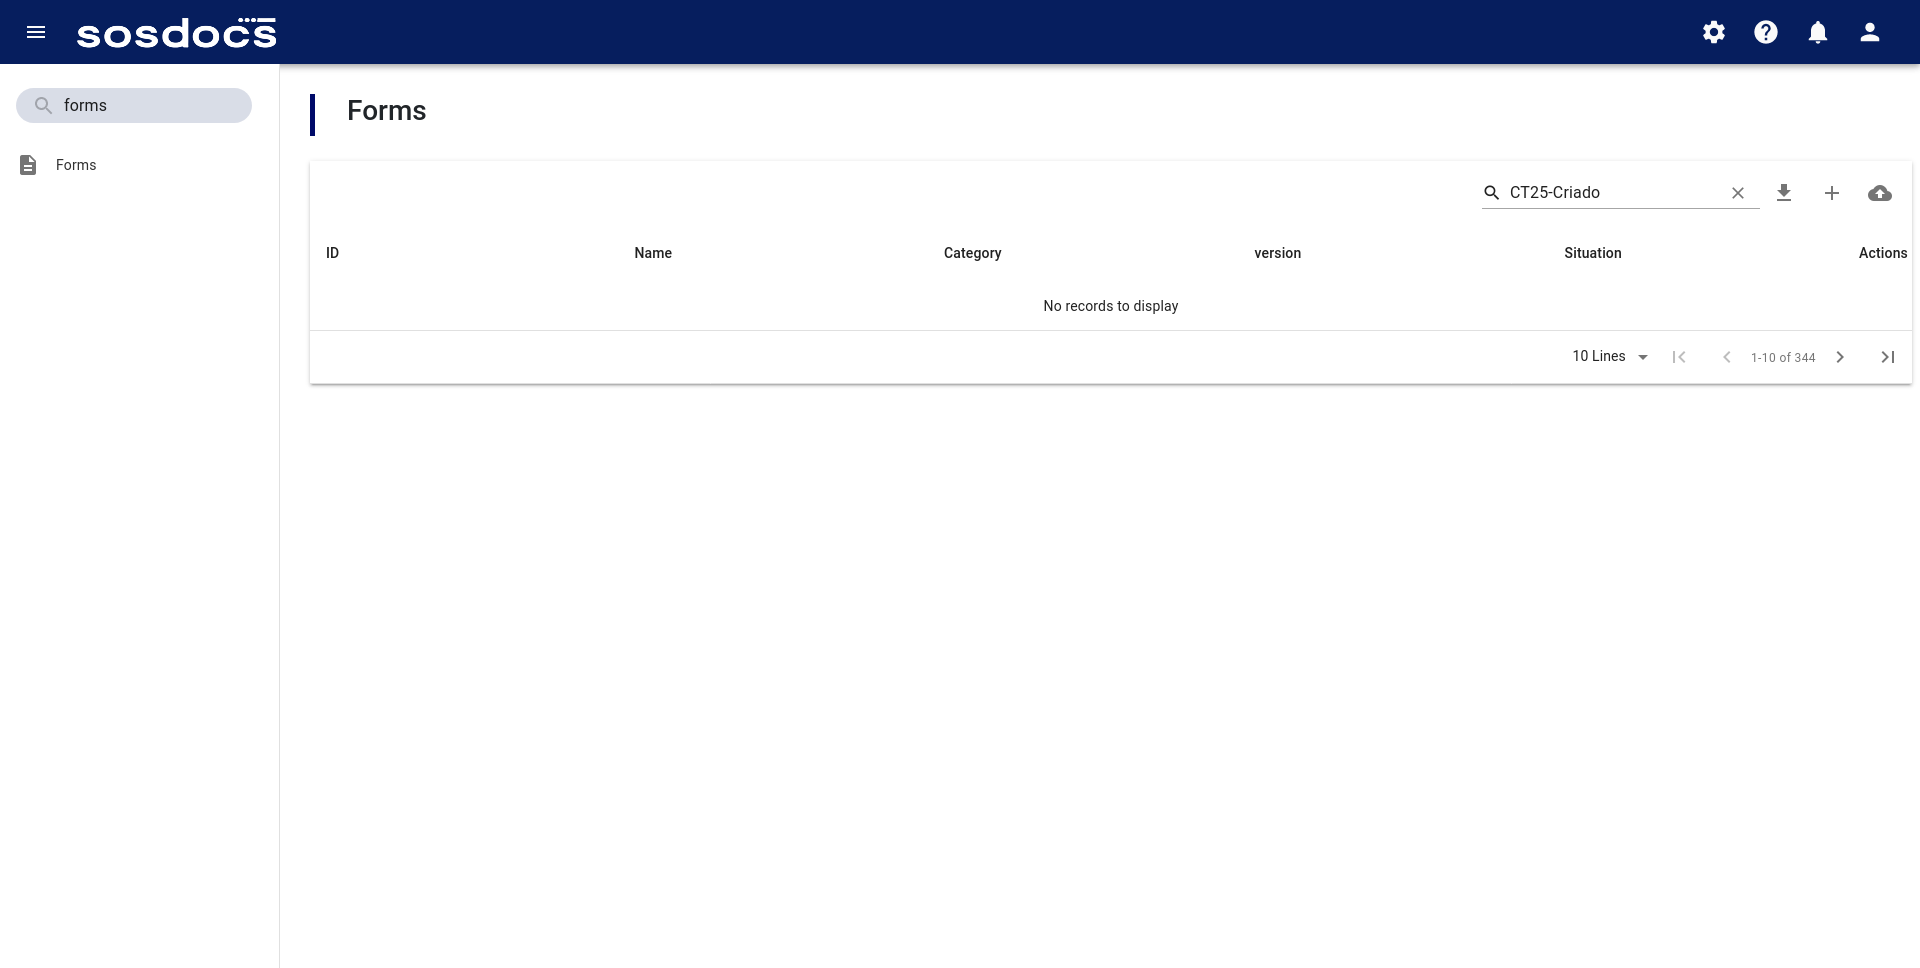 sosdocs
forms
Forms
Forms
CT25-Criado
ID Name Category version Situation Actions
No records to display
10 Lines 1-10 of 344